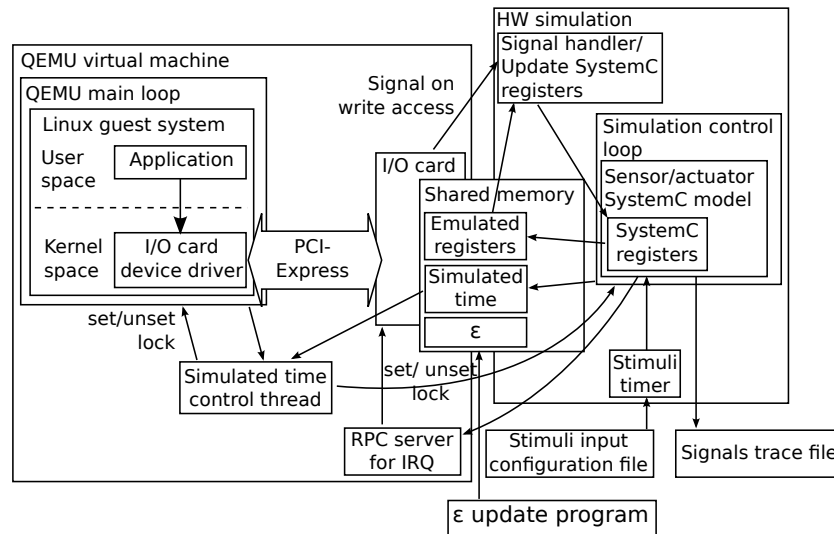 HW simulation
Signal handler/
Update SystemC
registers
QEMU virtual machine
QEMU main loop
Linux guest system
User
space
Application
Kernel
space
I/O card
device driver
PCI-
Express
Signal on
write access
I/O card
Shared memory
Emulated
registers
Simulated
time
ε
Simulation control
loop
Sensor/actuator
SystemC model
SystemC
registers
set/unset
lock
Simulated time
control thread
set/ unset
lock
Stimuli
timer
RPC server
for IRQ
Stimuli input
configuration file
Signals trace file
ε update program